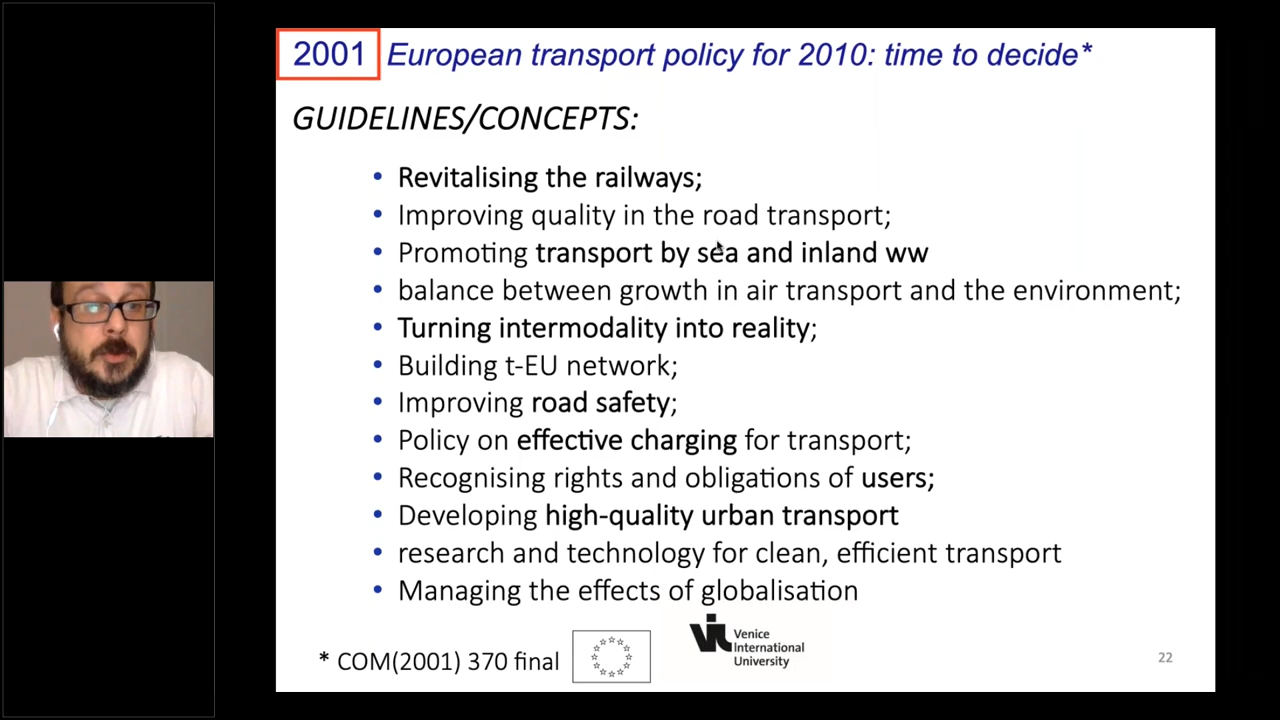 2001 European transport policy for 2010: time to decide*
GUIDELINES/CONCEPTS:
• Revitalising the railways;
• Improving quality in the road transport;
• Promoting transport by sea and inland ww
• balance between growth in air transport and the environment;
• Turning intermodality into reality;
• Building t-EU network;
• Improving road safety;
• Policy on effective charging for transport;
• Recognising rights and obligations of users;
• Developing high-quality urban transport
• research and technology for clean, efficient transport
• Managing the effects of globalisation
* COM(2001) 370 final
VIU Venice
International
University
22